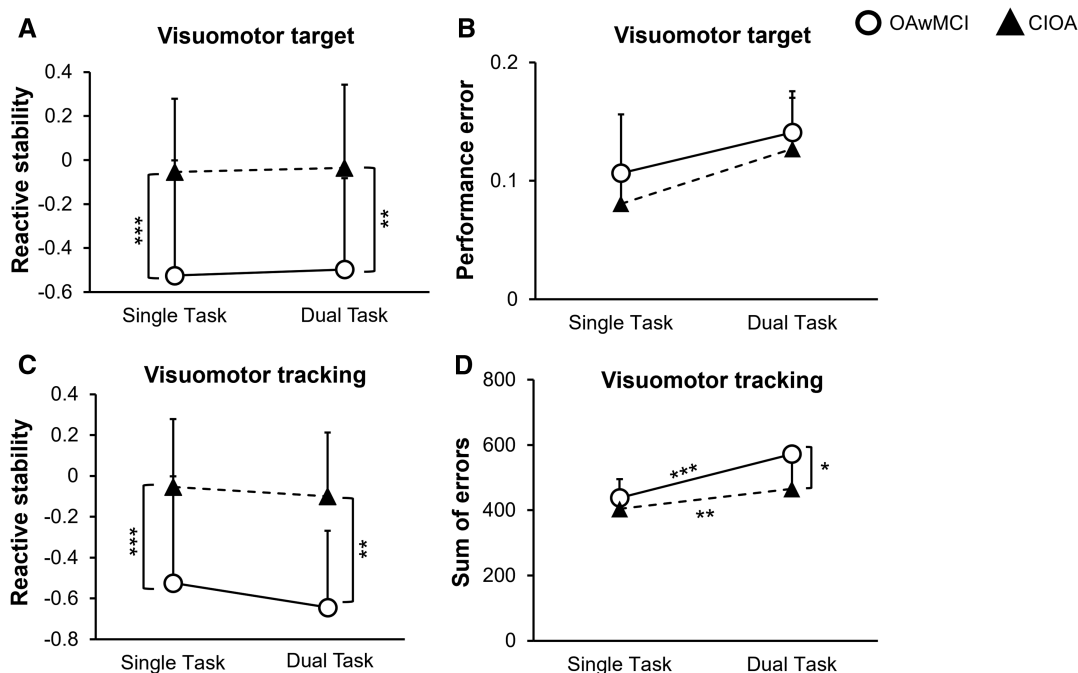 OAwMCI
CIOA
A
Visuomotor target
Reactive stability
0.4
0.2
0
-0.2
-0.4
-0.6
***
**
Single Task
Dual Task
B
Visuomotor target
Performance error
0.2
0.1
0
Single Task
Dual Task
C
Visuomotor tracking
Reactive stability
0.4
0.2
0
-0.2
-0.4
-0.6
-0.8
***
**
Single Task
Dual Task
D
Visuomotor tracking
Sum of errors
800
600
400
200
0
***
**
*
Single Task
Dual Task